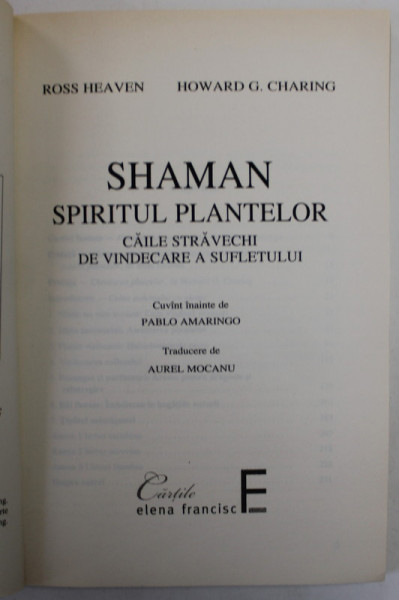 ROSS HEAVEN HOWARD G. CHARING
SHAMAN
SPIRITUL PLANTELOR
CĂILE STRĂVECHI
DE VINDECARE A SUFLETULUI
Cuvînt înainte de
PABLO AMARINGO
Traducere de
AUREL MOCANU
Cărțile
elena francisc